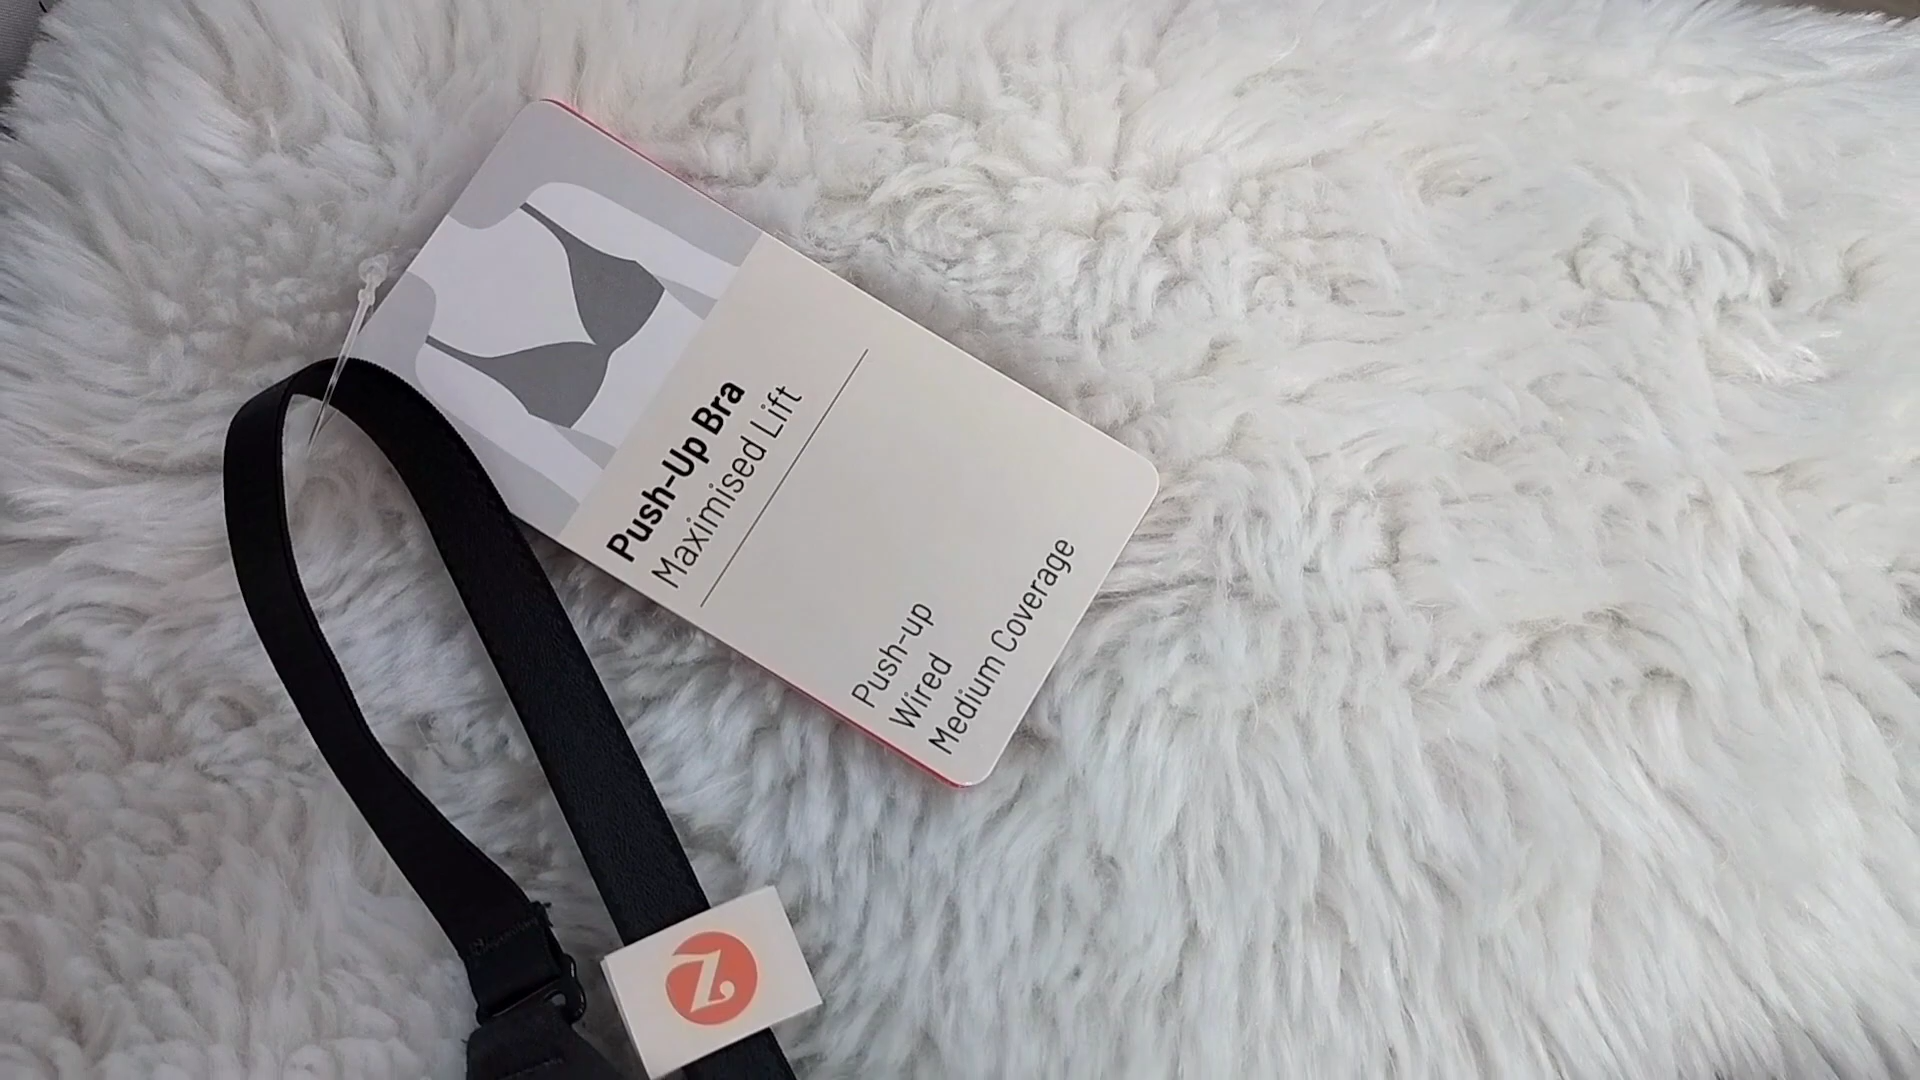 Push-Up Bra
Maximised Lift
Push-up
Wired
Medium Coverage